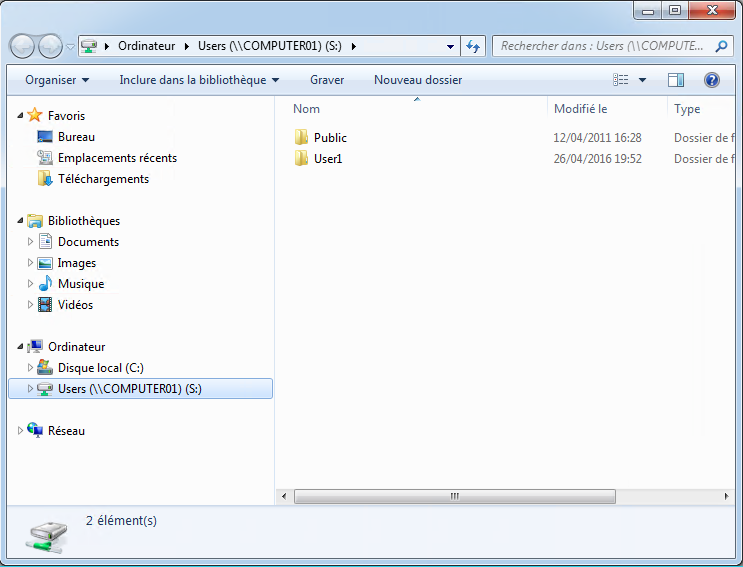 Ordinateur Users (\\COMPUTER01) (S:)
Rechercher dans : Users (\\COMPUTE...
Organiser Inclure dans la bibliothèque Graver Nouveau dossier
Favoris
Bureau
Emplacements récents
Téléchargements
Bibliothèques
Documents
Images
Musique
Vidéos
Ordinateur
Disque local (C:)
Users (\\COMPUTER01) (S:)
Réseau
Nom Modifié le Type
Public 12/04/2011 16:28 Dossier de f
User1 26/04/2016 19:52 Dossier de f
2 élément(s)